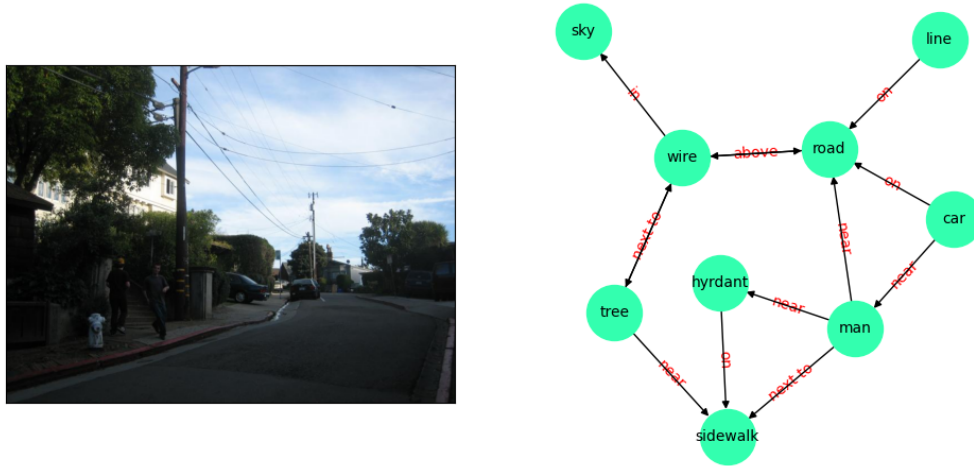 sky
line
in
on
wire
above
road
on
car
next to
near
near
hyrdant
near
tree
man
near
on
next to
sidewalk